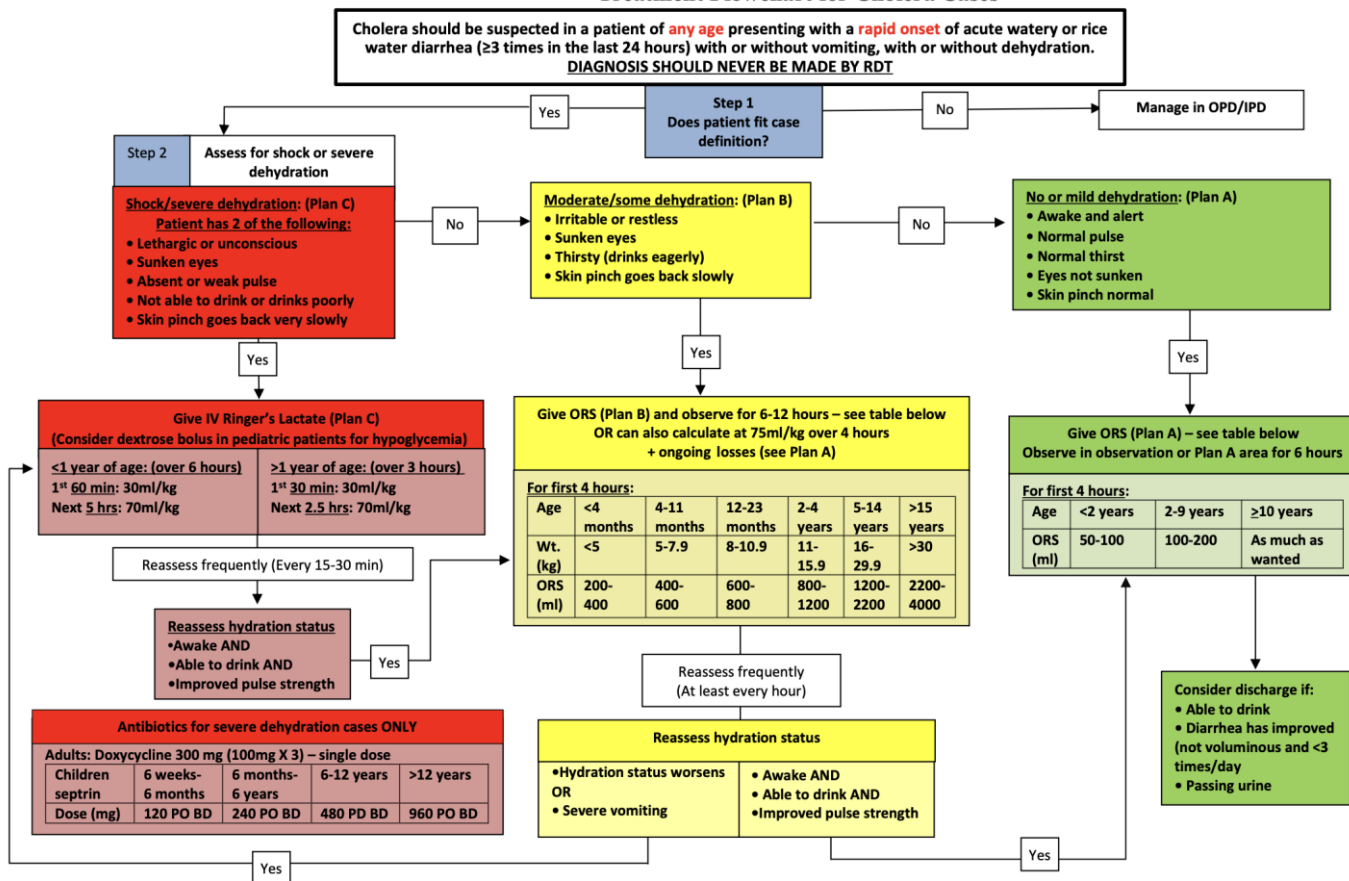 Cholera should be suspected in a patient of any age presenting with a rapid onset of acute watery or rice
water diarrhea (≥3 times in the last 24 hours) with or without vomiting, with or without dehydration.
DIAGNOSIS SHOULD NEVER BE MADE BY RDT
Step 1
Does patient fit case
definition?
Yes
No
Manage in OPD/IPD
Step 2
Assess for shock or severe
dehydration
Shock/severe dehydration: (Plan C)
Patient has 2 of the following:
• Lethargic or unconscious
• Sunken eyes
• Absent or weak pulse
• Not able to drink or drinks poorly
• Skin pinch goes back very slowly
No
Moderate/some dehydration: (Plan B)
• Irritable or restless
• Sunken eyes
• Thirsty (drinks eagerly)
• Skin pinch goes back slowly
No
No or mild dehydration: (Plan A)
• Awake and alert
• Normal pulse
• Normal thirst
• Eyes not sunken
• Skin pinch normal
Yes
Yes
Yes
Give IV Ringer's Lactate (Plan C)
(Consider dextrose bolus in pediatric patients for hypoglycemia)
<1 year of age: (over 6 hours)
1st 60 min: 30ml/kg
Next 5 hrs: 70ml/kg
>1 year of age: (over 3 hours)
1st 30 min: 30ml/kg
Next 2.5 hrs: 70ml/kg
Reassess frequently (Every 15-30 min)
Reassess hydration status
•Awake AND
•Able to drink AND
•Improved pulse strength
Yes
Antibiotics for severe dehydration cases ONLY
Adults: Doxycycline 300 mg (100mg X 3) – single dose
Children septrin 6 weeks-6 months 6 months-6 years 6-12 years >12 years
Dose (mg) 120 PO BD 240 PO BD 480 PD BD 960 PO BD
Give ORS (Plan B) and observe for 6-12 hours – see table below
OR can also calculate at 75ml/kg over 4 hours
+ ongoing losses (see Plan A)
For first 4 hours:
Age <4 months 4-11 months 12-23 months 2-4 years 5-14 years >15 years
Wt. (kg) <5 5-7.9 8-10.9 11-15.9 16-29.9 >30
ORS (ml) 200-400 400-600 600-800 800-1200 1200-2200 2200-4000
Reassess frequently
(At least every hour)
Reassess hydration status
•Hydration status worsens
OR
• Severe vomiting
• Awake AND
• Able to drink AND
•Improved pulse strength
Yes
Yes
Give ORS (Plan A) – see table below
Observe in observation or Plan A area for 6 hours
For first 4 hours:
Age <2 years 2-9 years ≥10 years
ORS (ml) 50-100 100-200 As much as wanted
Consider discharge if:
• Able to drink
• Diarrhea has improved
(not voluminous and <3
times/day
• Passing urine